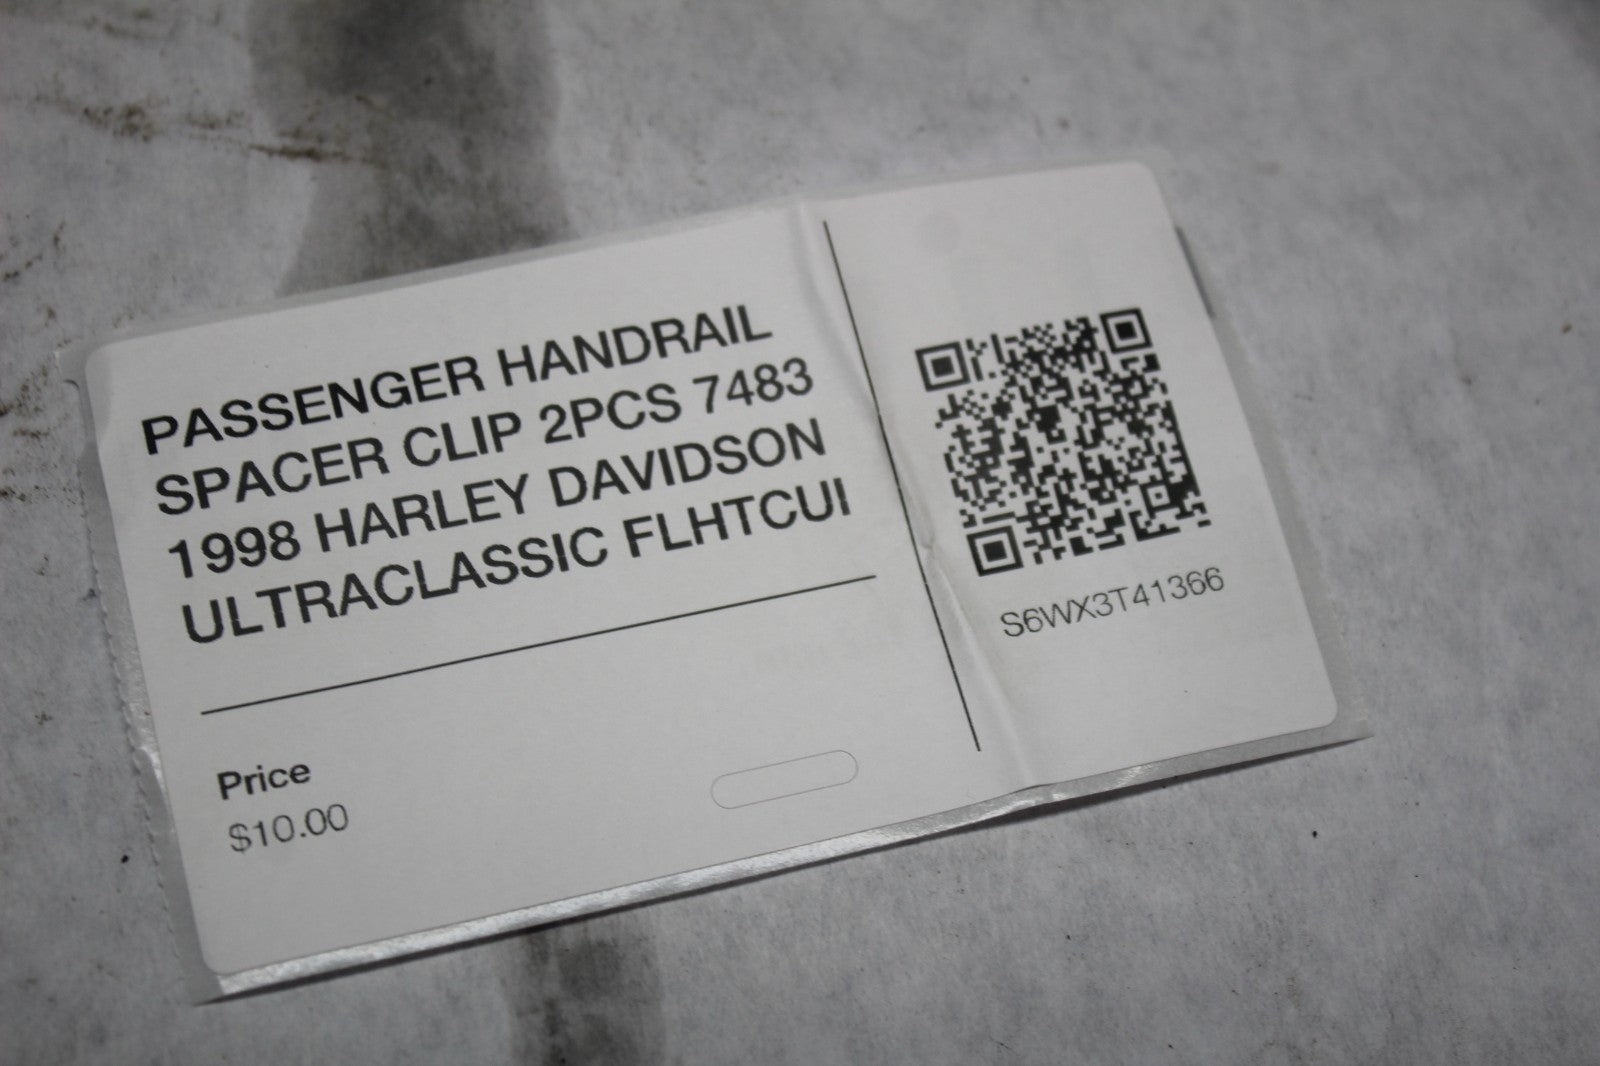 PASSENGER HANDRAIL
SPACER CLIP 2PCS 7483
1998 HARLEY DAVIDSON
ULTRACLASSIC FLHTCUI
Price
$10.00
S6WX3T41366